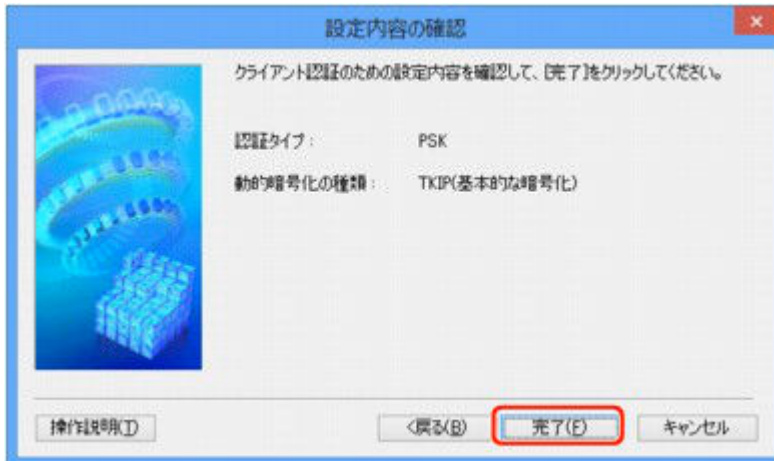 設定内容の確認
クライアント認証のための設定内容を確認して、[完了]をクリックしてください。
認証タイプ： PSK
動的暗号化の種類： TKIP(基本的な暗号化)
操作説明(I) <戻る(B) 完了(F) キャンセル